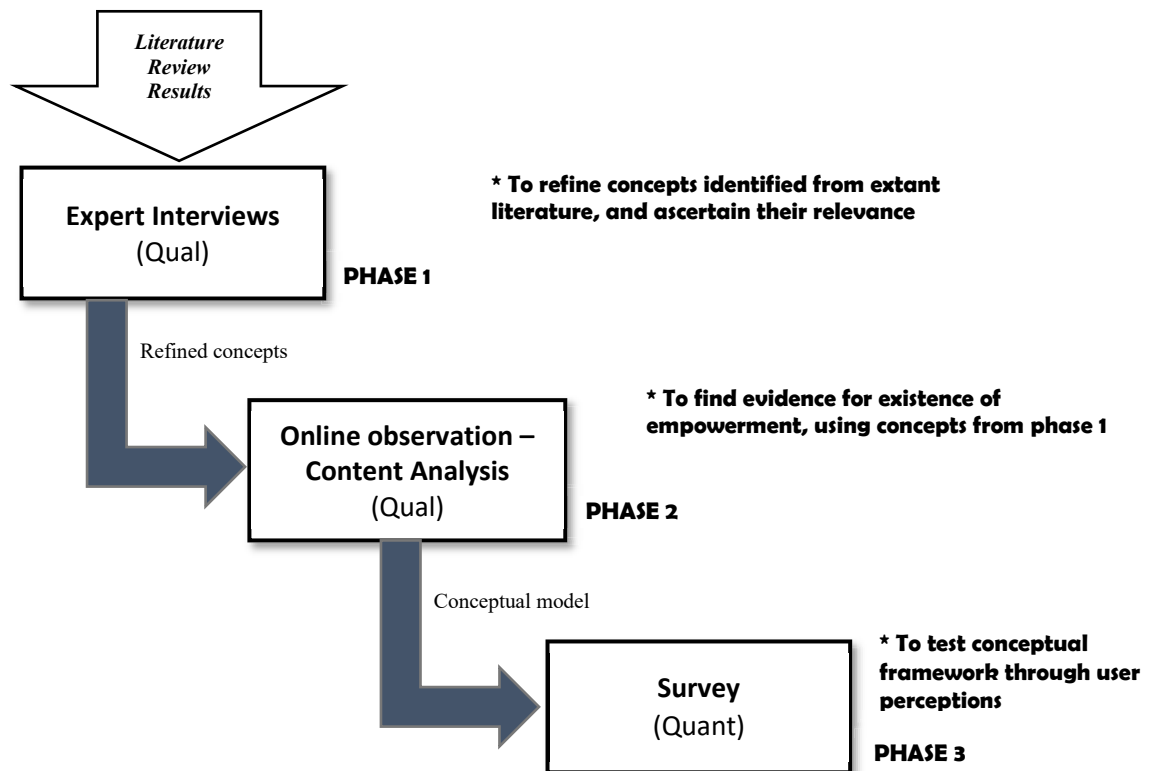 Literature
Review
Results
Expert Interviews
(Qual)
* To refine concepts identified from extant
literature, and ascertain their relevance
PHASE 1
Refined concepts
Online observation –
Content Analysis
(Qual)
* To find evidence for existence of
empowerment, using concepts from phase 1
PHASE 2
Conceptual model
Survey
(Quant)
* To test conceptual
framework through user
perceptions
PHASE 3